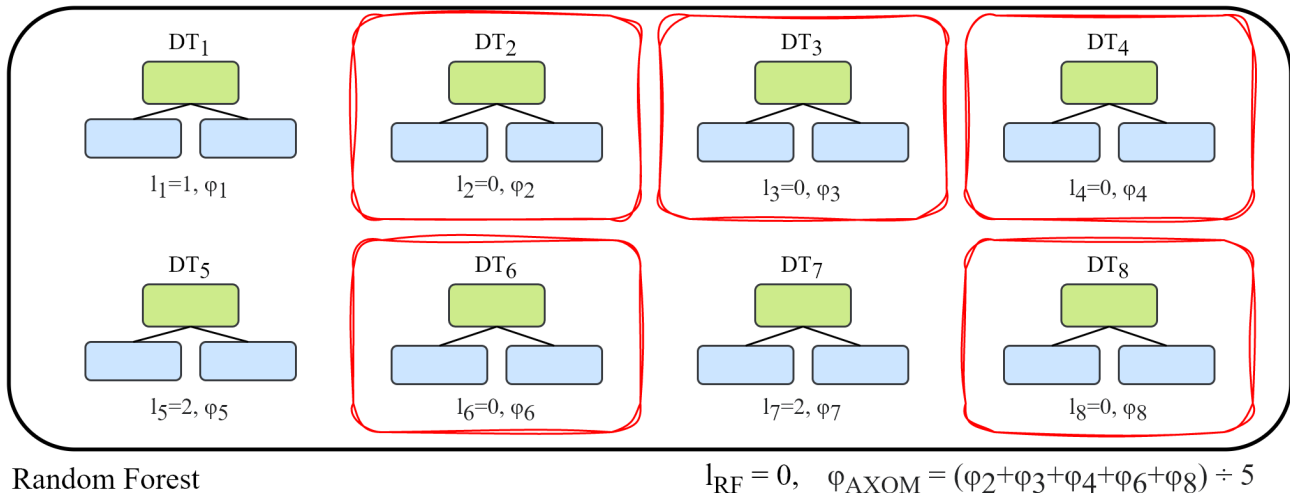 DT₁ DT₂ DT₃ DT₄
l₁=1, φ₁ l₂=0, φ₂ l₃=0, φ₃ l₄=0, φ₄
DT₅ DT₆ DT₇ DT₈
l₅=2, φ₅ l₆=0, φ₆ l₇=2, φ₇ l₈=0, φ₈
Random Forest l_RF = 0, φ_AXOM = (φ₂+φ₃+φ₄+φ₆+φ₈) ÷ 5